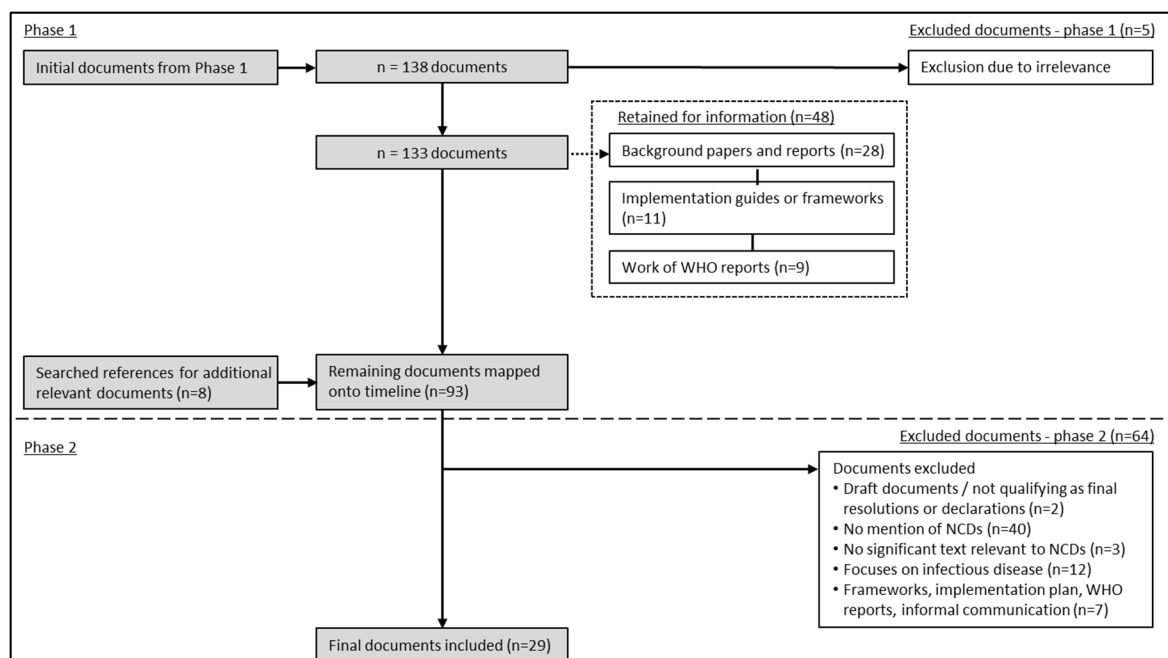 Phase 1
Excluded documents - phase 1 (n=5)
Initial documents from Phase 1
n = 138 documents
Exclusion due to irrelevance
Retained for information (n=48)
n = 133 documents
Background papers and reports (n=28)
Implementation guides or frameworks
(n=11)
Work of WHO reports (n=9)
Searched references for additional
relevant documents (n=8)
Remaining documents mapped
onto timeline (n=93)
Phase 2
Excluded documents - phase 2 (n=64)
Documents excluded
• Draft documents / not qualifying as final
resolutions or declarations (n=2)
• No mention of NCDs (n=40)
• No significant text relevant to NCDs (n=3)
• Focuses on infectious disease (n=12)
• Frameworks, implementation plan, WHO
reports, informal communication (n=7)
Final documents included (n=29)